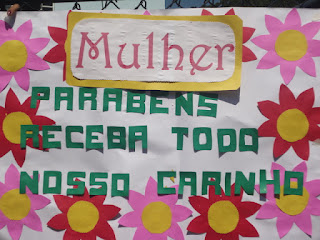 Mulher
PARABENS
RECEBA TODO
NOSSO CARINHO